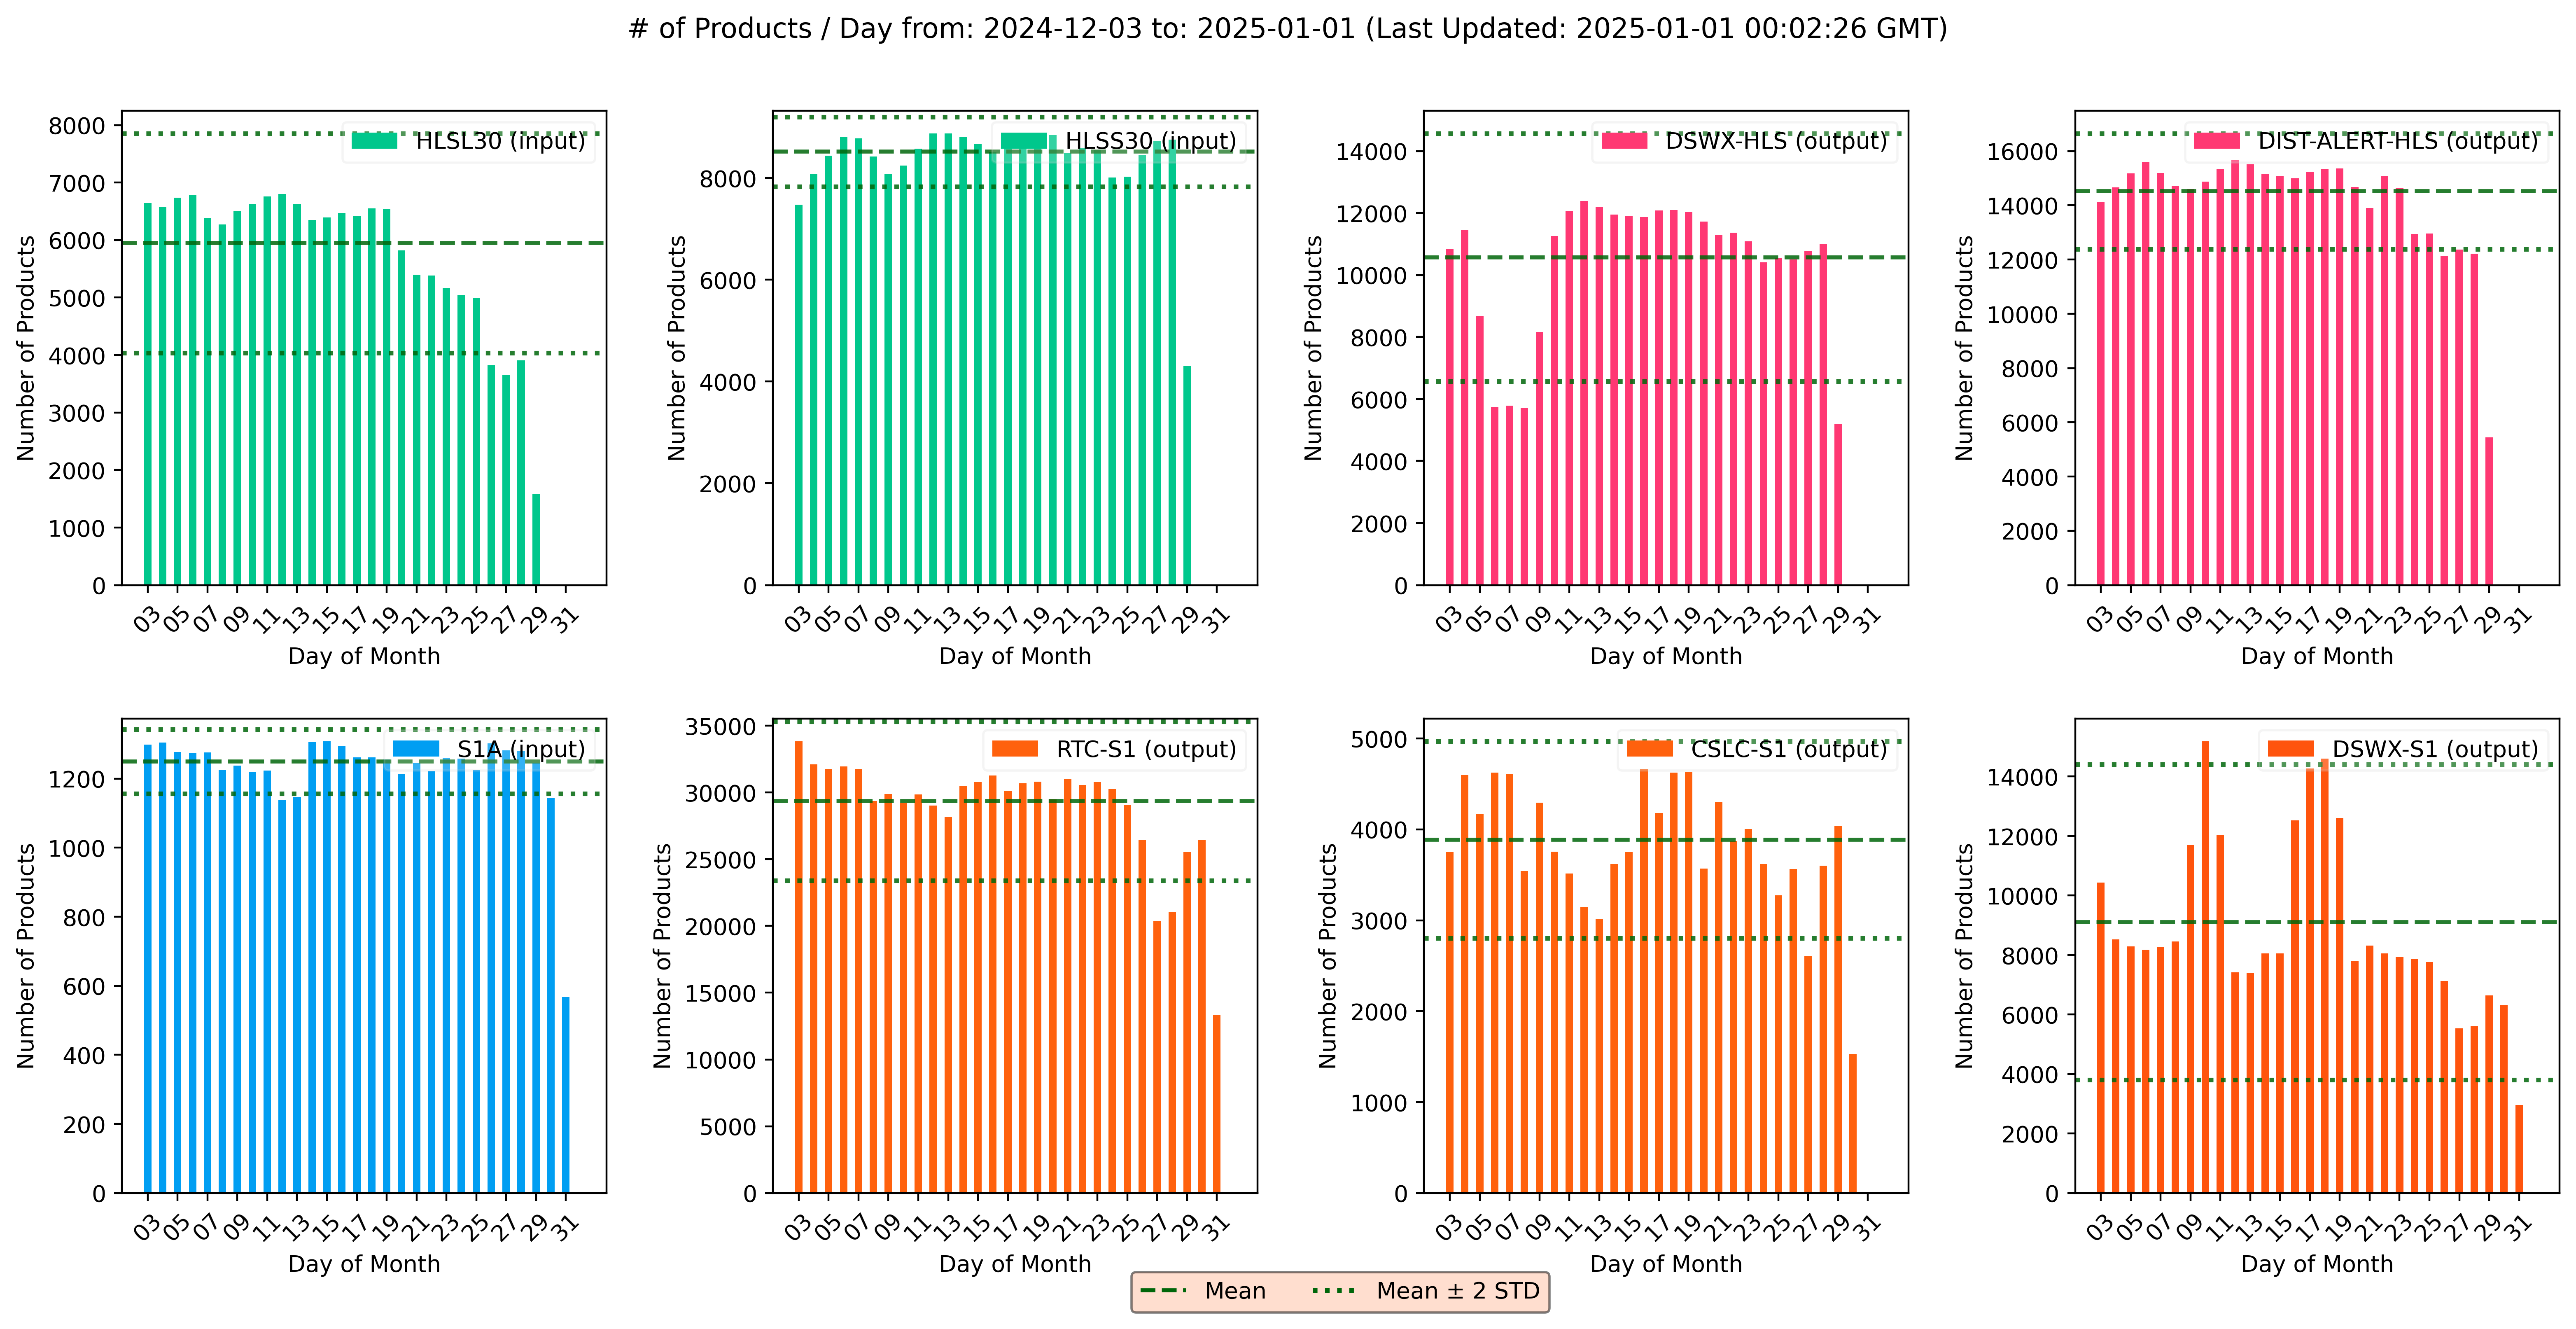 # of Products / Day from: 2024-12-03 to: 2025-01-01 (Last Updated: 2025-01-01 00:02:26 GMT)
HLSL30 (input)
Number of Products
8000
7000
6000
5000
4000
3000
2000
1000
0
03 05 07 09 11 13 15 17 19 21 23 25 27 29 31
Day of Month
HLSS30 (input)
Number of Products
8000
6000
4000
2000
0
03 05 07 09 11 13 15 17 19 21 23 25 27 29 31
Day of Month
DSWX-HLS (output)
Number of Products
14000
12000
10000
8000
6000
4000
2000
0
03 05 07 09 11 13 15 17 19 21 23 25 27 29 31
Day of Month
DIST-ALERT-HLS (output)
Number of Products
16000
14000
12000
10000
8000
6000
4000
2000
0
03 05 07 09 11 13 15 17 19 21 23 25 27 29 31
Day of Month
S1A (input)
Number of Products
1200
1000
800
600
400
200
0
03 05 07 09 11 13 15 17 19 21 23 25 27 29 31
Day of Month
RTC-S1 (output)
Number of Products
35000
30000
25000
20000
15000
10000
5000
0
03 05 07 09 11 13 15 17 19 21 23 25 27 29 31
Day of Month
CSLC-S1 (output)
Number of Products
5000
4000
3000
2000
1000
0
03 05 07 09 11 13 15 17 19 21 23 25 27 29 31
Day of Month
DSWX-S1 (output)
Number of Products
14000
12000
10000
8000
6000
4000
2000
0
03 05 07 09 11 13 15 17 19 21 23 25 27 29 31
Day of Month
Mean
Mean ± 2 STD